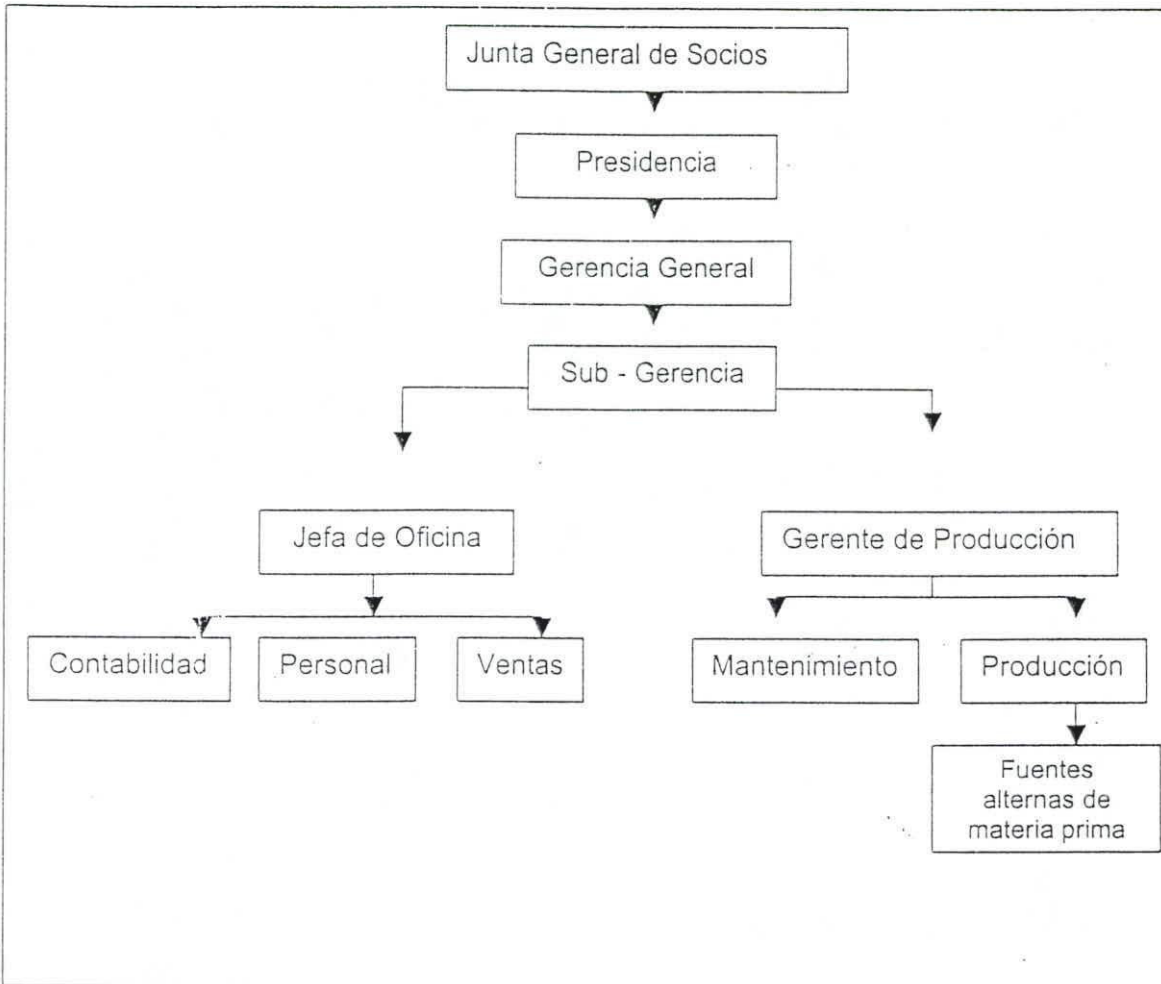 Junta General de Socios
Presidencia
Gerencia General
Sub - Gerencia
Jefa de Oficina
Gerente de Producción
Contabilidad
Personal
Ventas
Mantenimiento
Producción
Fuentes
alternas de
materia prima